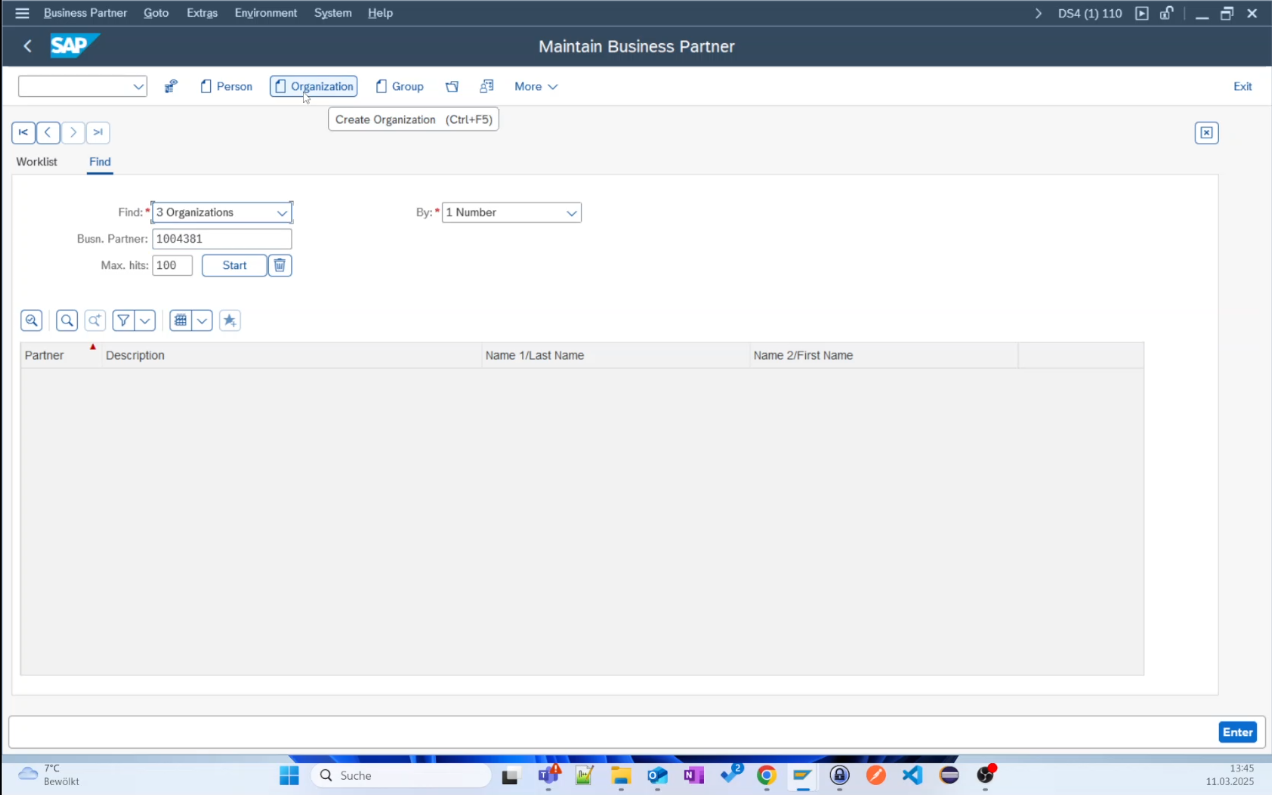 Business Partner Goto Extras Environment System Help DS4 (1) 110
SAP Maintain Business Partner
Person Organization Group More Exit
Create Organization (Ctrl+F5)
Worklist Find
Find:* 3 Organizations By:* 1 Number
Busn. Partner: 1004381
Max. hits: 100 Start
Partner Description Name 1/Last Name Name 2/First Name
Enter
7°C
Bewölkt
Suche
2
13:45
11.03.2025